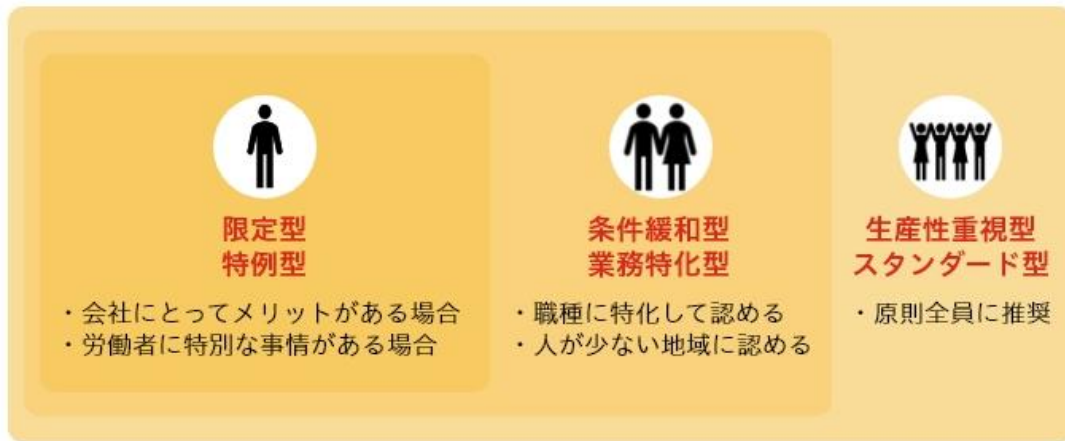 限定型
特例型
・会社にとってメリットがある場合
・労働者に特別な事情がある場合
条件緩和型
業務特化型
・職種に特化して認める
・人が少ない地域に認める
生産性重視型
スタンダード型
・原則全員に推奨